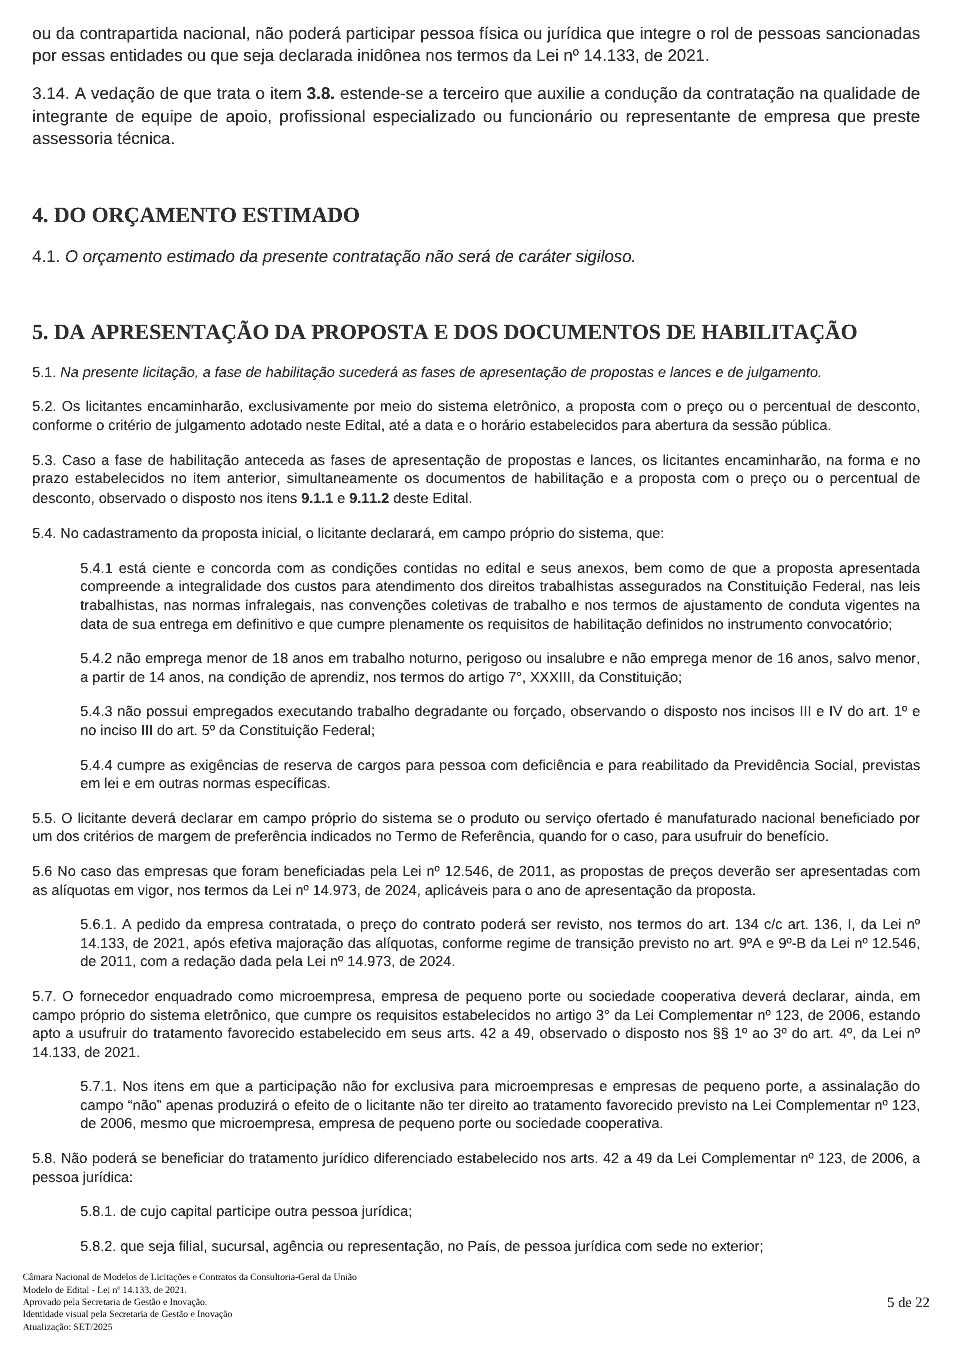 ou da contrapartida nacional, não poderá participar pessoa física ou jurídica que integre o rol de pessoas sancionadas
por essas entidades ou que seja declarada inidônea nos termos da Lei nº 14.133, de 2021.
3.14. A vedação de que trata o item 3.8. estende-se a terceiro que auxilie a condução da contratação na qualidade de
integrante de equipe de apoio, profissional especializado ou funcionário ou representante de empresa que preste
assessoria técnica.
4. DO ORÇAMENTO ESTIMADO
4.1. O orçamento estimado da presente contratação não será de caráter sigiloso.
5. DA APRESENTAÇÃO DA PROPOSTA E DOS DOCUMENTOS DE HABILITAÇÃO
5.1. Na presente licitação, a fase de habilitação sucederá as fases de apresentação de propostas e lances e de julgamento.
5.2. Os licitantes encaminharão, exclusivamente por meio do sistema eletrônico, a proposta com o preço ou o percentual de desconto,
conforme o critério de julgamento adotado neste Edital, até a data e o horário estabelecidos para abertura da sessão pública.
5.3. Caso a fase de habilitação anteceda as fases de apresentação de propostas e lances, os licitantes encaminharão, na forma e no
prazo estabelecidos no item anterior, simultaneamente os documentos de habilitação e a proposta com o preço ou o percentual de
desconto, observado o disposto nos itens 9.1.1 e 9.11.2 deste Edital.
5.4. No cadastramento da proposta inicial, o licitante declarará, em campo próprio do sistema, que:
5.4.1 está ciente e concorda com as condições contidas no edital e seus anexos, bem como de que a proposta apresentada
compreende a integralidade dos custos para atendimento dos direitos trabalhistas assegurados na Constituição Federal, nas leis
trabalhistas, nas normas infralegais, nas convenções coletivas de trabalho e nos termos de ajustamento de conduta vigentes na
data de sua entrega em definitivo e que cumpre plenamente os requisitos de habilitação definidos no instrumento convocatório;
5.4.2 não emprega menor de 18 anos em trabalho noturno, perigoso ou insalubre e não emprega menor de 16 anos, salvo menor,
a partir de 14 anos, na condição de aprendiz, nos termos do artigo 7°, XXXIII, da Constituição;
5.4.3 não possui empregados executando trabalho degradante ou forçado, observando o disposto nos incisos III e IV do art. 1º e
no inciso III do art. 5º da Constituição Federal;
5.4.4 cumpre as exigências de reserva de cargos para pessoa com deficiência e para reabilitado da Previdência Social, previstas
em lei e em outras normas específicas.
5.5. O licitante deverá declarar em campo próprio do sistema se o produto ou serviço ofertado é manufaturado nacional beneficiado por
um dos critérios de margem de preferência indicados no Termo de Referência, quando for o caso, para usufruir do benefício.
5.6 No caso das empresas que foram beneficiadas pela Lei nº 12.546, de 2011, as propostas de preços deverão ser apresentadas com
as alíquotas em vigor, nos termos da Lei nº 14.973, de 2024, aplicáveis para o ano de apresentação da proposta.
5.6.1. A pedido da empresa contratada, o preço do contrato poderá ser revisto, nos termos do art. 134 c/c art. 136, I, da Lei nº
14.133, de 2021, após efetiva majoração das alíquotas, conforme regime de transição previsto no art. 9ºA e 9º-B da Lei nº 12.546,
de 2011, com a redação dada pela Lei nº 14.973, de 2024.
5.7. O fornecedor enquadrado como microempresa, empresa de pequeno porte ou sociedade cooperativa deverá declarar, ainda, em
campo próprio do sistema eletrônico, que cumpre os requisitos estabelecidos no artigo 3° da Lei Complementar nº 123, de 2006, estando
apto a usufruir do tratamento favorecido estabelecido em seus arts. 42 a 49, observado o disposto nos §§ 1º ao 3º do art. 4º, da Lei nº
14.133, de 2021.
5.7.1. Nos itens em que a participação não for exclusiva para microempresas e empresas de pequeno porte, a assinalação do
campo “não” apenas produzirá o efeito de o licitante não ter direito ao tratamento favorecido previsto na Lei Complementar nº 123,
de 2006, mesmo que microempresa, empresa de pequeno porte ou sociedade cooperativa.
5.8. Não poderá se beneficiar do tratamento jurídico diferenciado estabelecido nos arts. 42 a 49 da Lei Complementar nº 123, de 2006, a
pessoa jurídica:
5.8.1. de cujo capital participe outra pessoa jurídica;
5.8.2. que seja filial, sucursal, agência ou representação, no País, de pessoa jurídica com sede no exterior;
Câmara Nacional de Modelos de Licitações e Contratos da Consultoria-Geral da União
Modelo de Edital - Lei nº 14.133, de 2021.
Aprovado pela Secretaria de Gestão e Inovação.
Identidade visual pela Secretaria de Gestão e Inovação
Atualização: SET/2025
5 de 22